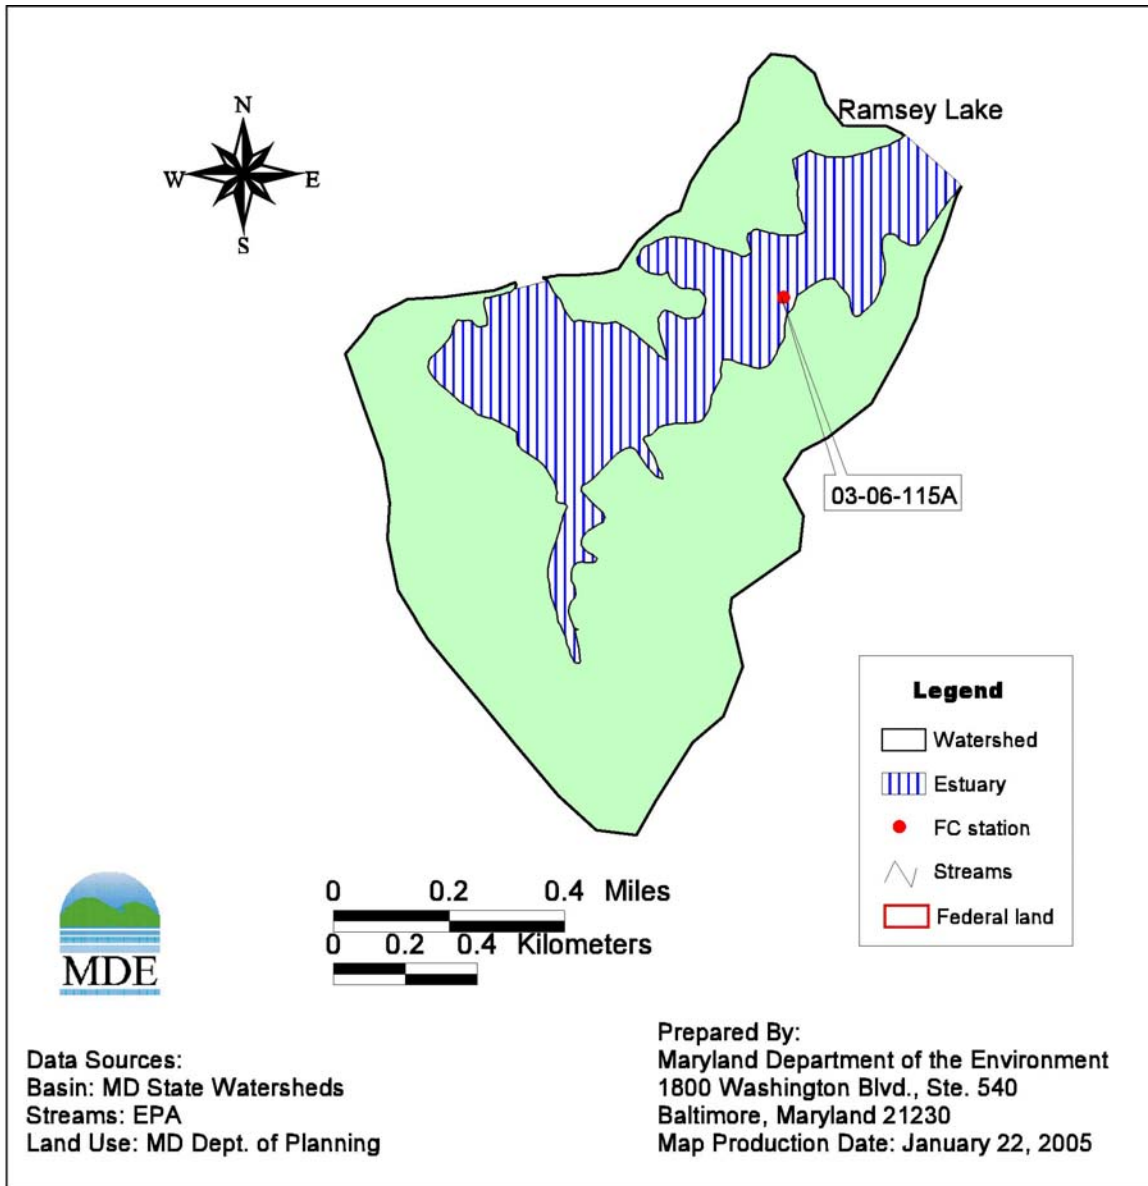 Ramsey Lake
N
W E
S
03-06-115A
Legend
Watershed
Estuary
FC station
Streams
Federal land
0 0.2 0.4 Miles
0 0.2 0.4 Kilometers
MDE
Data Sources:
Basin: MD State Watersheds
Streams: EPA
Land Use: MD Dept. of Planning
Prepared By:
Maryland Department of the Environment
1800 Washington Blvd., Ste. 540
Baltimore, Maryland 21230
Map Production Date: January 22, 2005